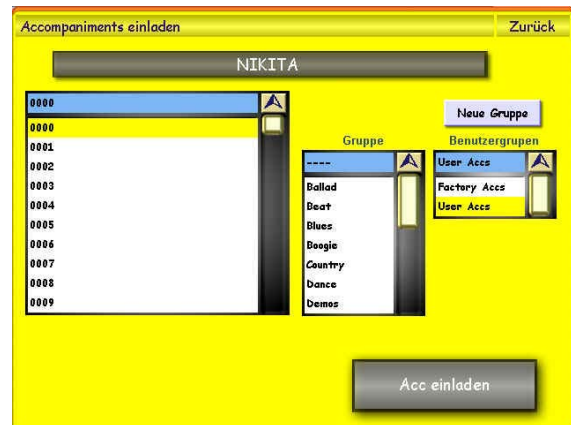 Accompaniments einladen
Zurück
NIKITA
0000
0000
0001
0002
0003
0004
0005
0006
0007
0008
0009
Gruppe
----
Ballad
Beat
Blues
Boogie
Country
Dance
Demos
Neue Gruppe
Benutzergrupen
User Accs
Factory Accs
User Accs
Acc einladen